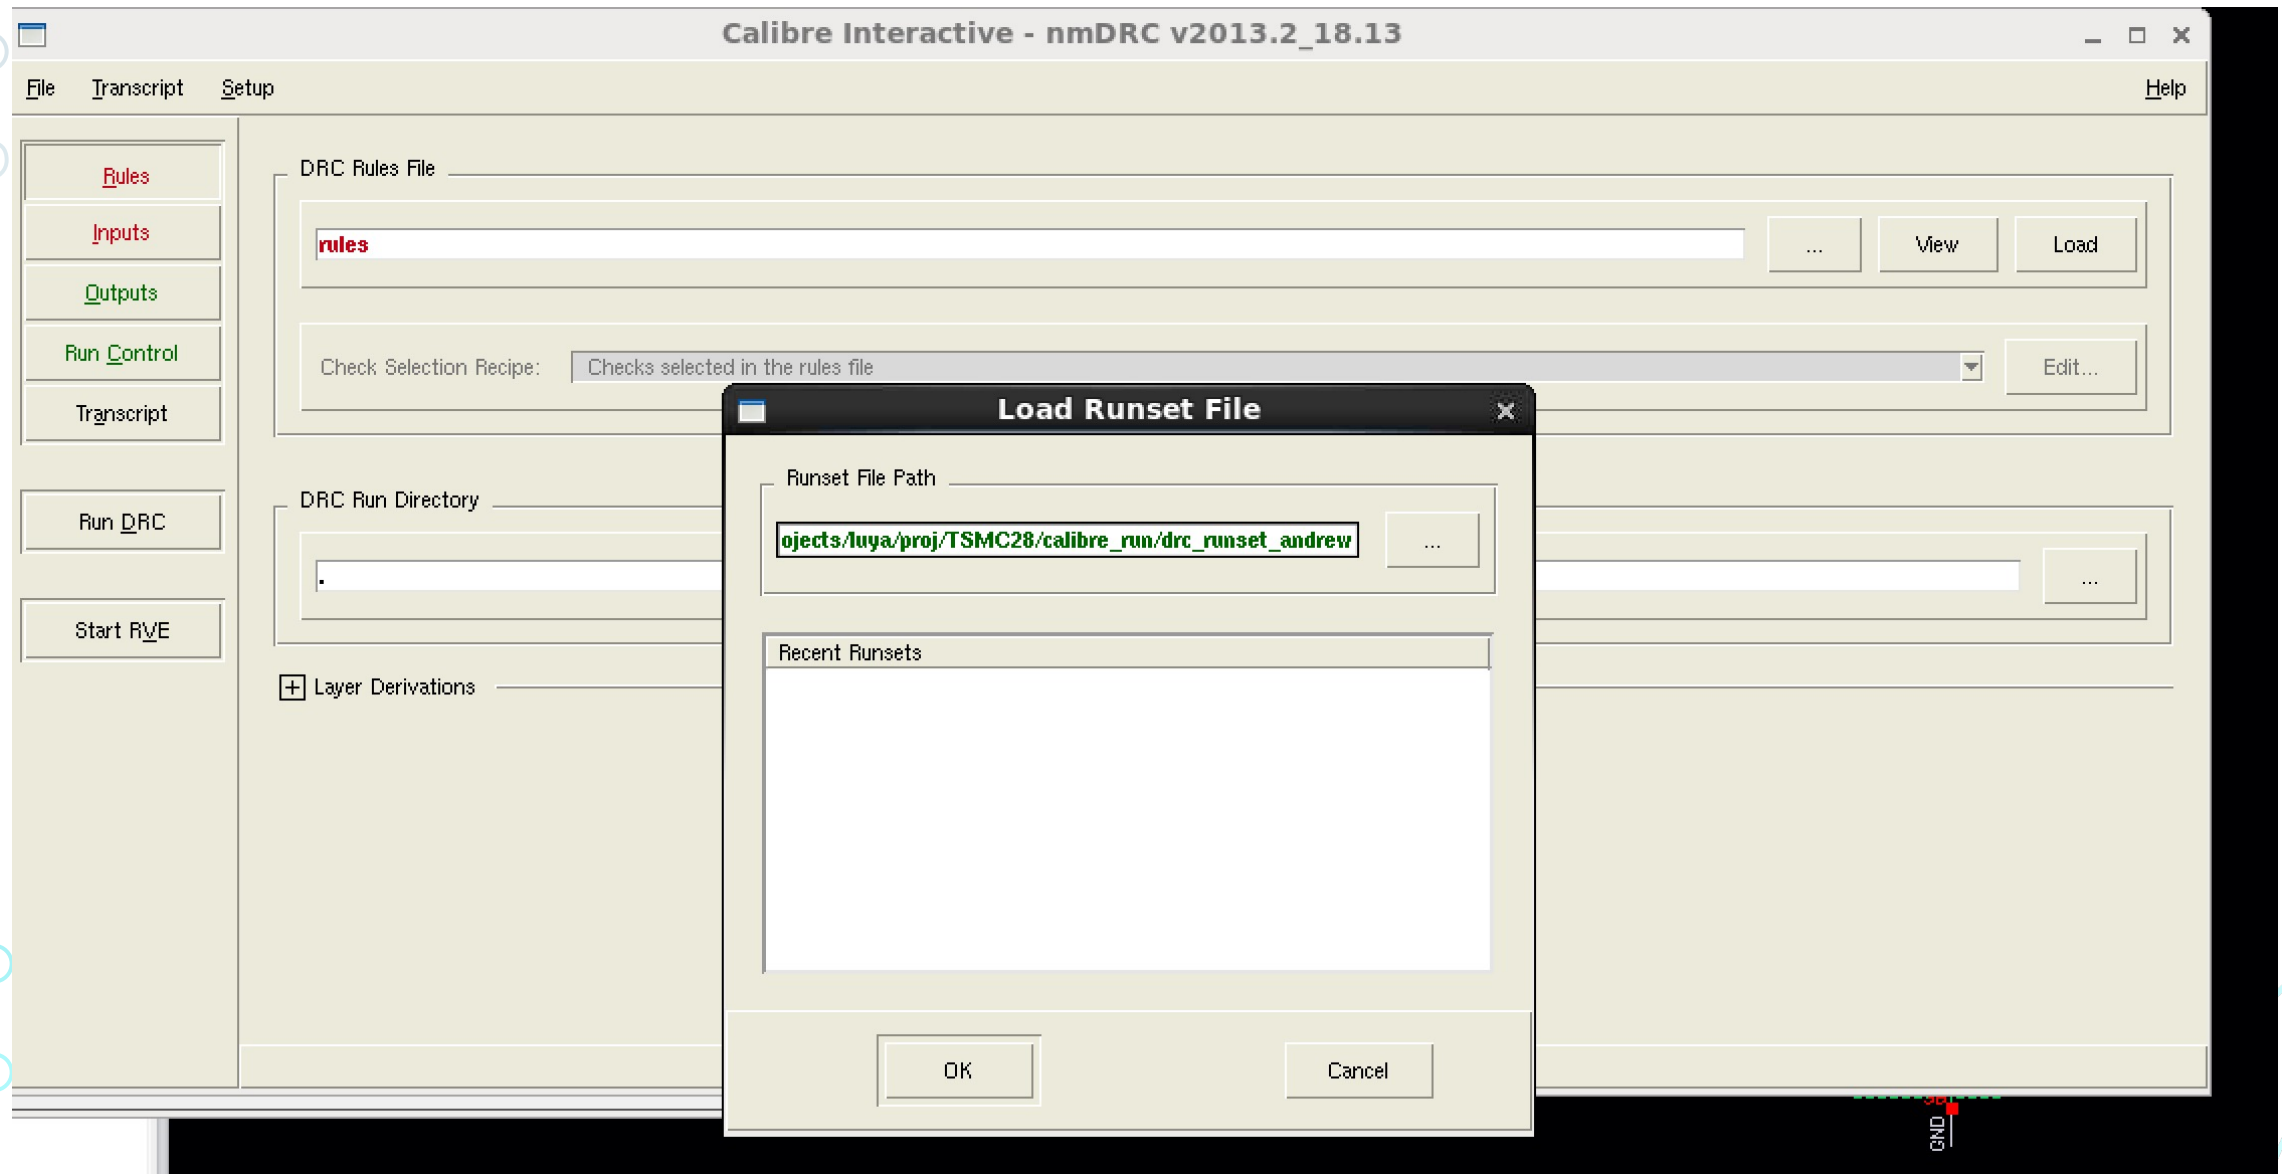 Calibre Interactive - nmDRC v2013.2_18.13
File Transcript Setup Help
Rules
Inputs
Outputs
Run Control
Transcript
Run DRC
Start RVE
DRC Rules File
rules ... View Load
Check Selection Recipe: Checks selected in the rules file Edit...
DRC Run Directory
. ...
Layer Derivations
Load Runset File
Runset File Path
ojects/luya/proj/TSMC28/calibre_run/drc_runset_andrew ...
Recent Runsets
OK Cancel
GND